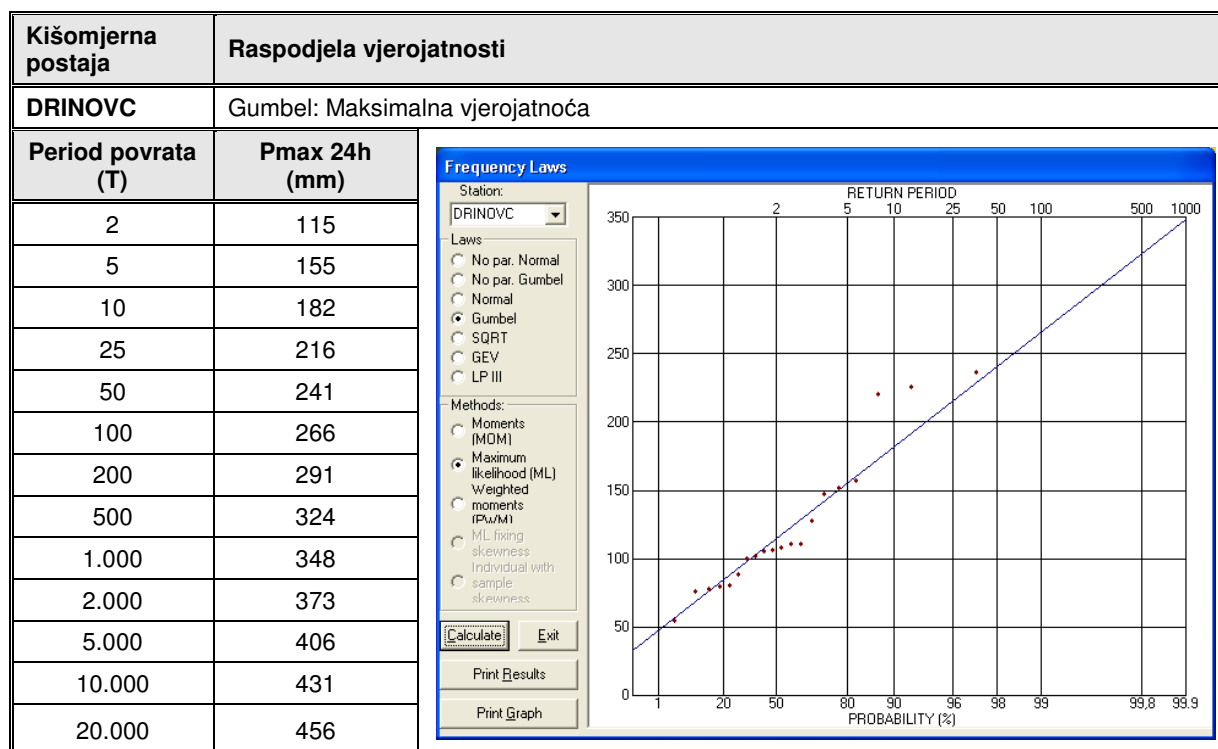 Kišomjerna
postaja
Raspodjela vjerojatnosti
DRINOVC
Gumbel: Maksimalna vjerojatnoća
Period povrata
(T)
Pmax 24h
(mm)
2 115
5 155
10 182
25 216
50 241
100 266
200 291
500 324
1.000 348
2.000 373
5.000 406
10.000 431
20.000 456
Frequency Laws
Station:
DRINOVC
Laws
No par. Normal
No par. Gumbel
Normal
Gumbel
SQRT
GEV
LP III
Methods:
Moments
(MOM)
Maximum
likelihood (ML)
Weighted
moments
(PWM)
ML fixing
skewness
Individual with
sample
skewness
Calculate Exit
Print Results
Print Graph
RETURN PERIOD
2 5 10 25 50 100 500 1000
350
300
250
200
150
100
50
0
1 20 50 80 90 96 98 99 99,8 99.9
PROBABILITY (%)